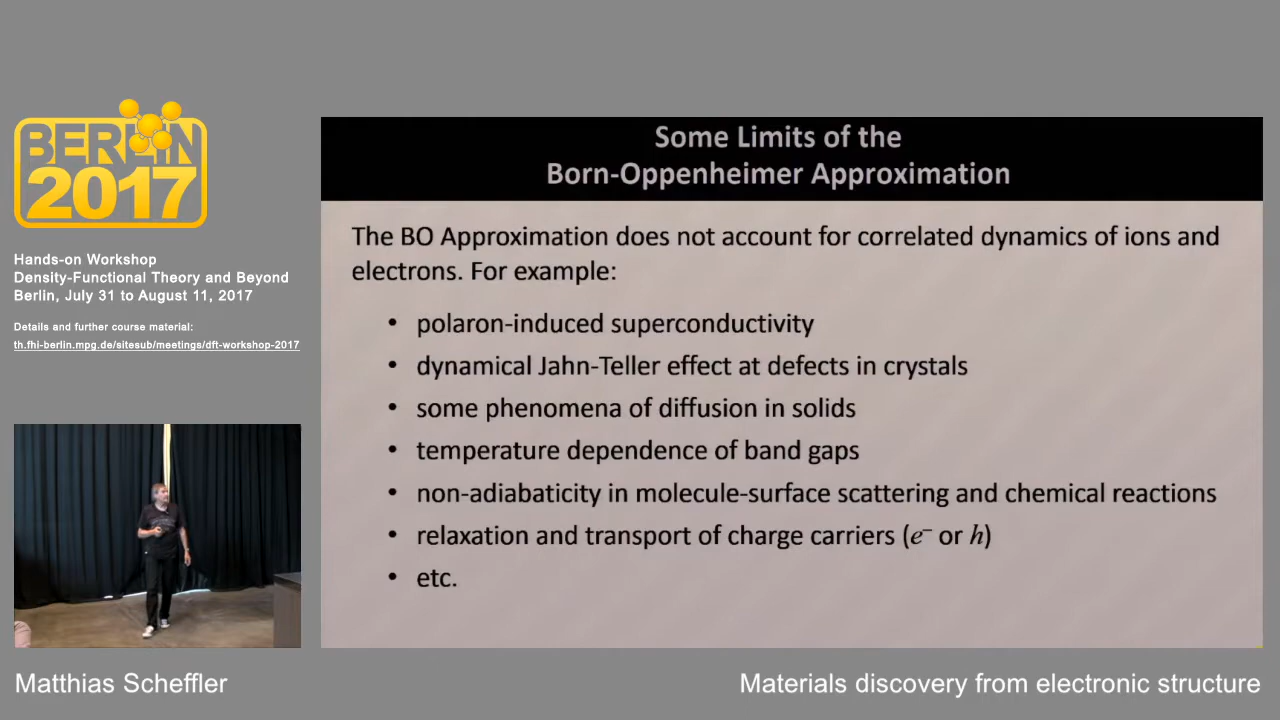 BERLIN
2017
Hands-on Workshop
Density-Functional Theory and Beyond
Berlin, July 31 to August 11, 2017
Details and further course material:
th.fhi-berlin.mpg.de/sitesub/meetings/dft-workshop-2017
Some Limits of the
Born-Oppenheimer Approximation
The BO Approximation does not account for correlated dynamics of ions and
electrons. For example:
• polaron-induced superconductivity
• dynamical Jahn-Teller effect at defects in crystals
• some phenomena of diffusion in solids
• temperature dependence of band gaps
• non-adiabaticity in molecule-surface scattering and chemical reactions
• relaxation and transport of charge carriers (e⁻ or h)
• etc.
Matthias Scheffler
Materials discovery from electronic structure